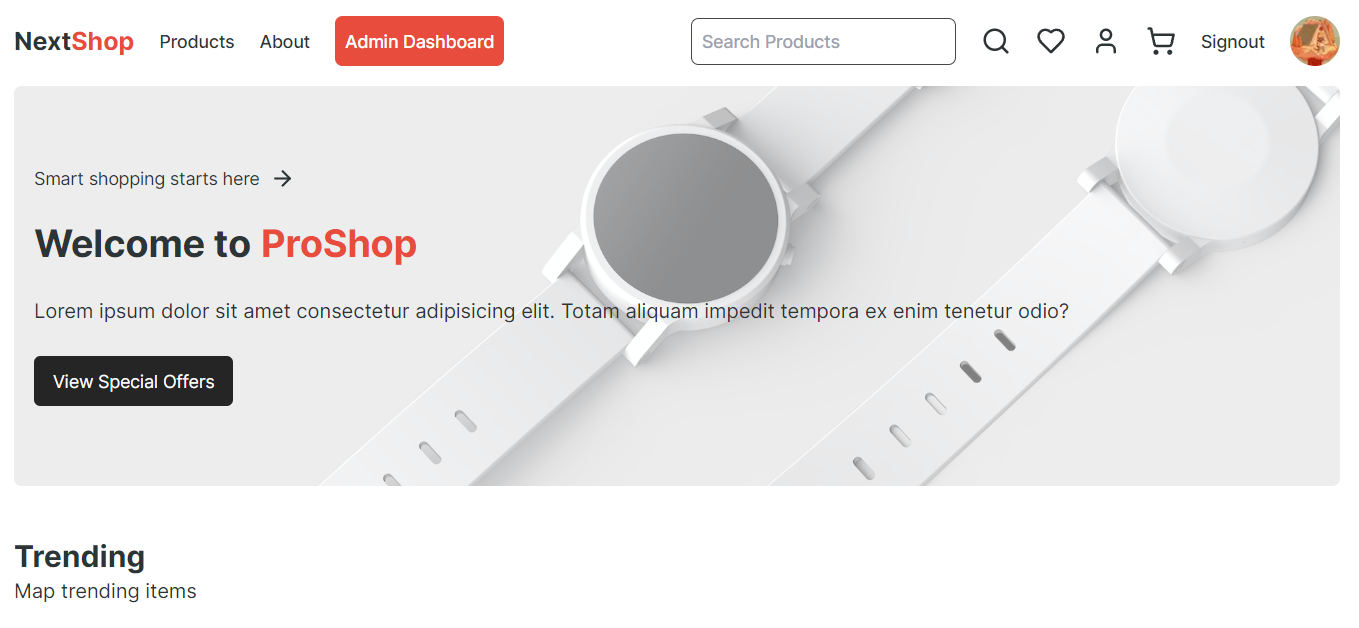 NextShop Products About Admin Dashboard Search Products Signout
Smart shopping starts here
Welcome to ProShop
Lorem ipsum dolor sit amet consectetur adipisicing elit. Totam aliquam impedit tempora ex enim tenetur odio?
View Special Offers
Trending
Map trending items